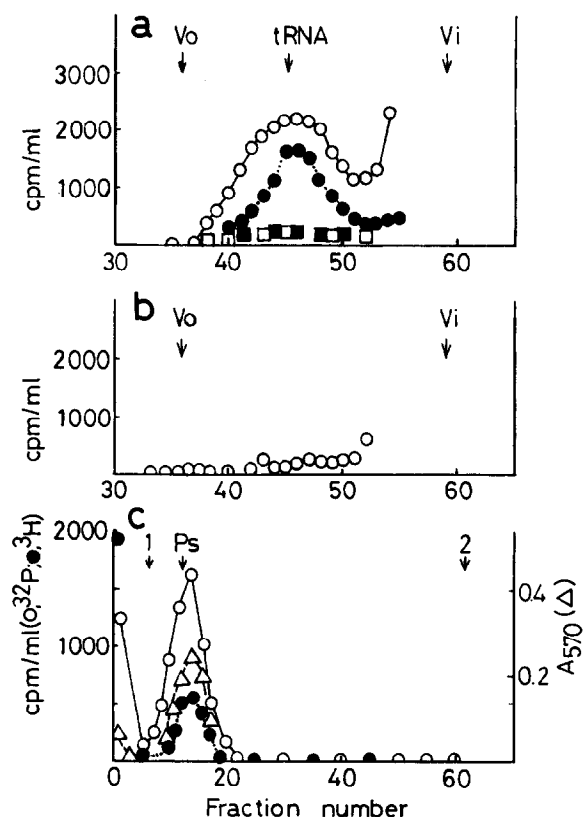 a
Vo tRNA Vi
3000
2000
1000
cpm/ml
30 40 50 60
b
Vo Vi
2000
1000
cpm/ml
30 40 50 60
c
1 Ps 2
2000
1000
cpm/ml(○,³²P;●,³H)
0.4
0.2
A570 (△)
0 20 40 60
Fraction number